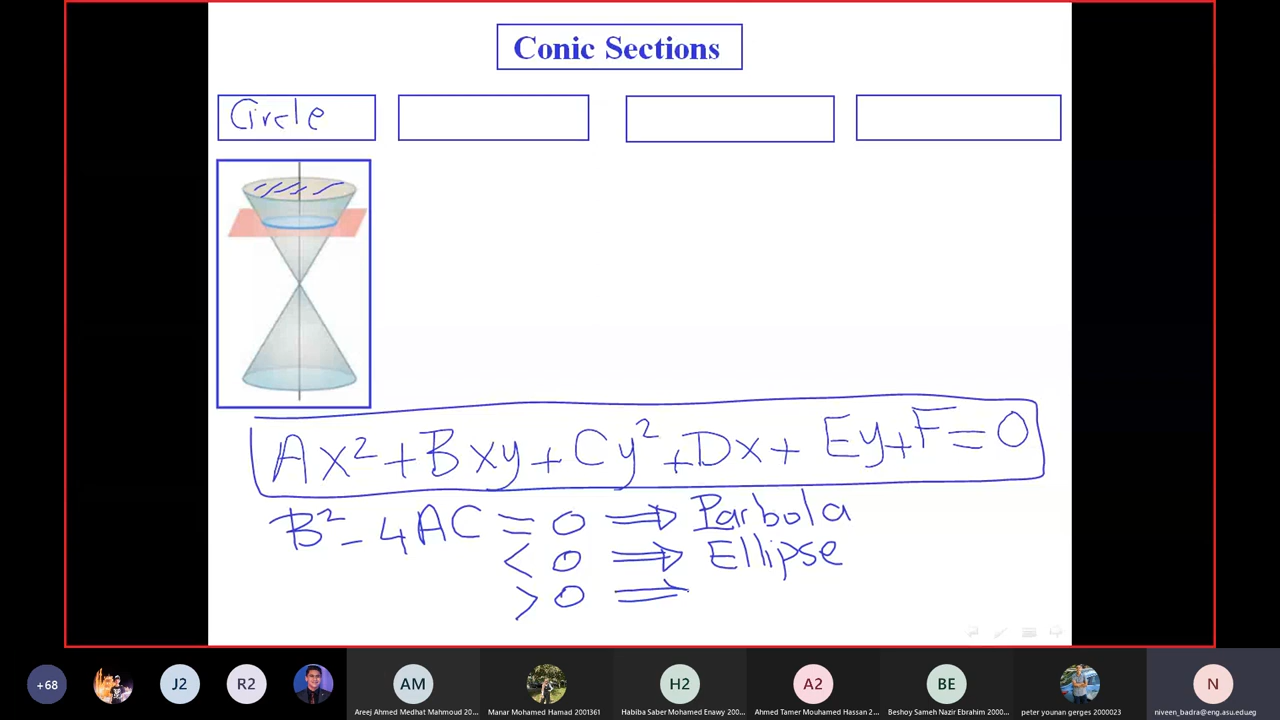 Conic Sections
Circle
Ax² + Bxy + Cy² + Dx + Ey + F = 0
B² - 4AC = 0 ⇒ Parbola
< 0 ⇒ Ellipse
> 0 ⇒
+68
J2
R2
AM
H2
A2
BE
N
Areej Ahmed Medhat Mahmoud 20...
Manar Mohamed Hamad 2001361
Habiba Saber Mohamed Enawy 200...
Ahmed Tamer Mouhamed Hassan 2...
Beshoy Sameh Nazir Ebrahim 2000...
peter younan gerges 2000023
niveen_badra@eng.asu.edueg